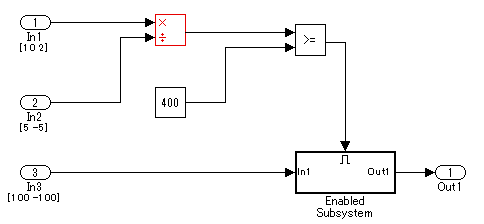 1
In1
[10 2]
×
÷
>=
2
In2
[5 -5]
400
3
In3
[100 -100]
In1
Out1
Enabled
Subsystem
1
Out1